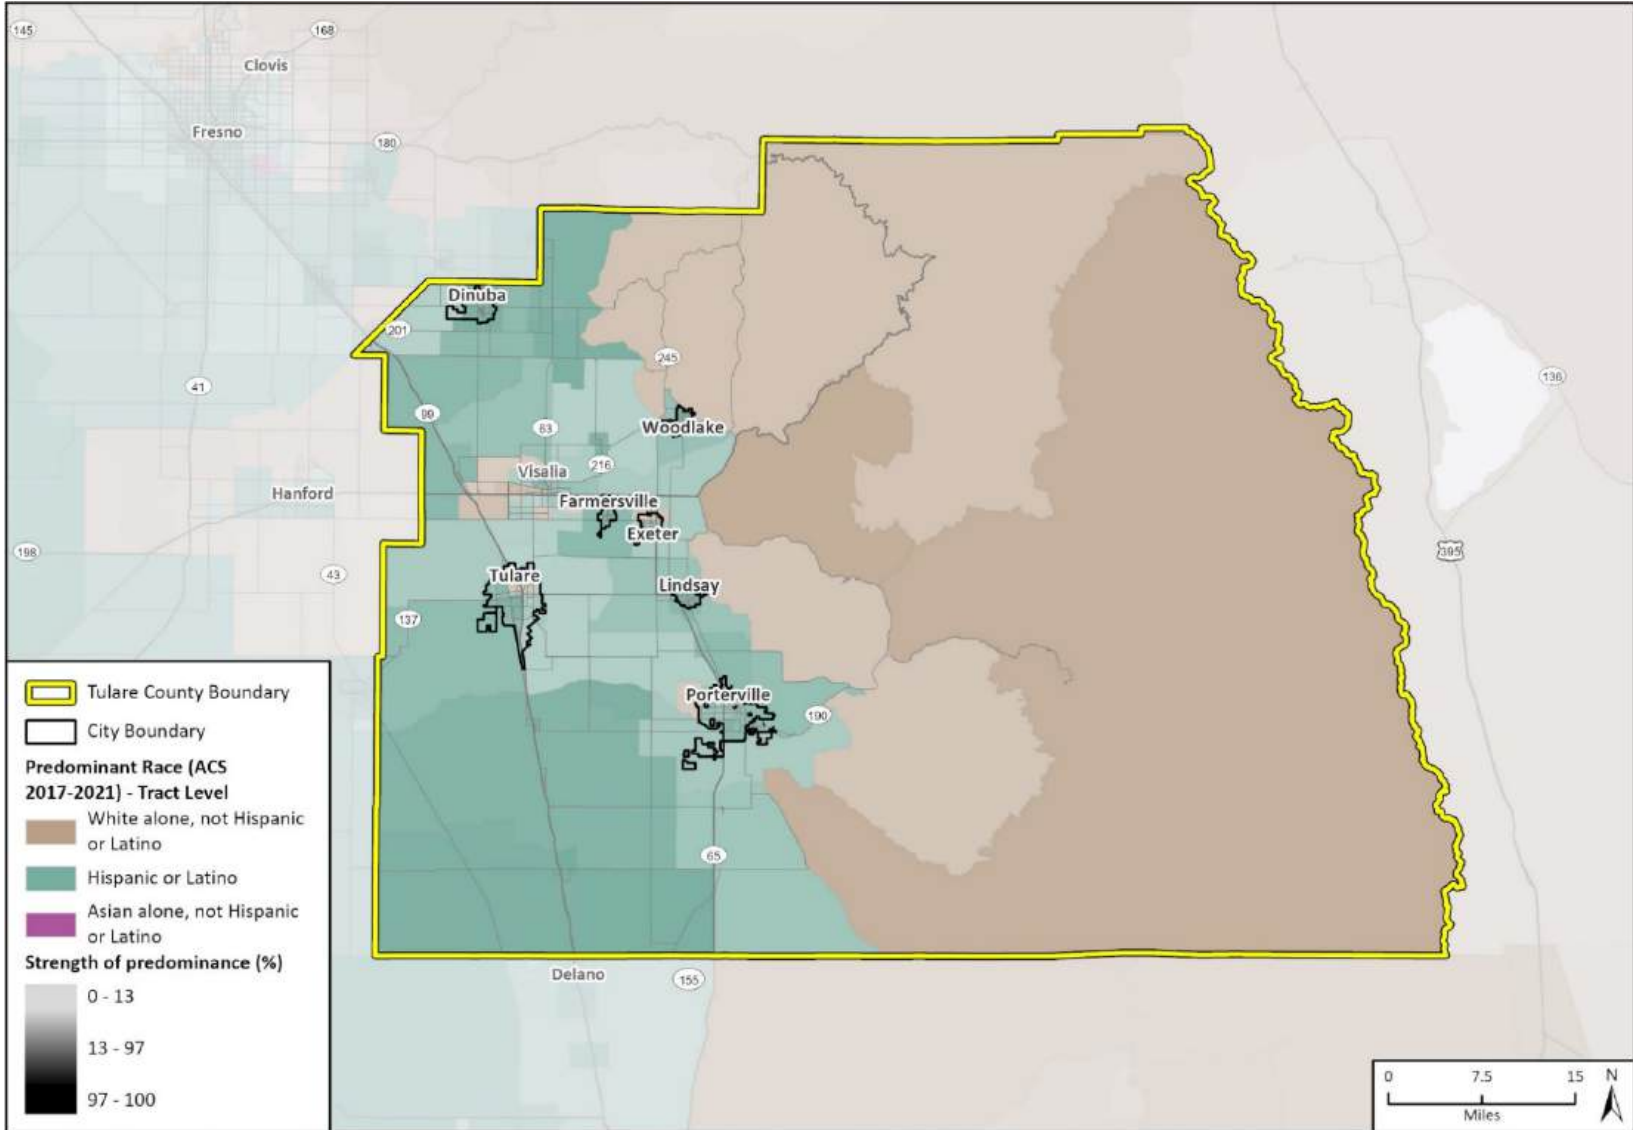 145
168
Clovis
Fresno
180
Dinuba
201
245
41
136
99
Woodlake
63
Visalia
216
Hanford
Farmersville
Exeter
198
395
43
Tulare
Lindsay
137
Porterville
190
65
Delano
155
Tulare County Boundary
City Boundary
Predominant Race (ACS
2017-2021) - Tract Level
White alone, not Hispanic
or Latino
Hispanic or Latino
Asian alone, not Hispanic
or Latino
Strength of predominance (%)
0 - 13
13 - 97
97 - 100
0 7.5 15 N
Miles